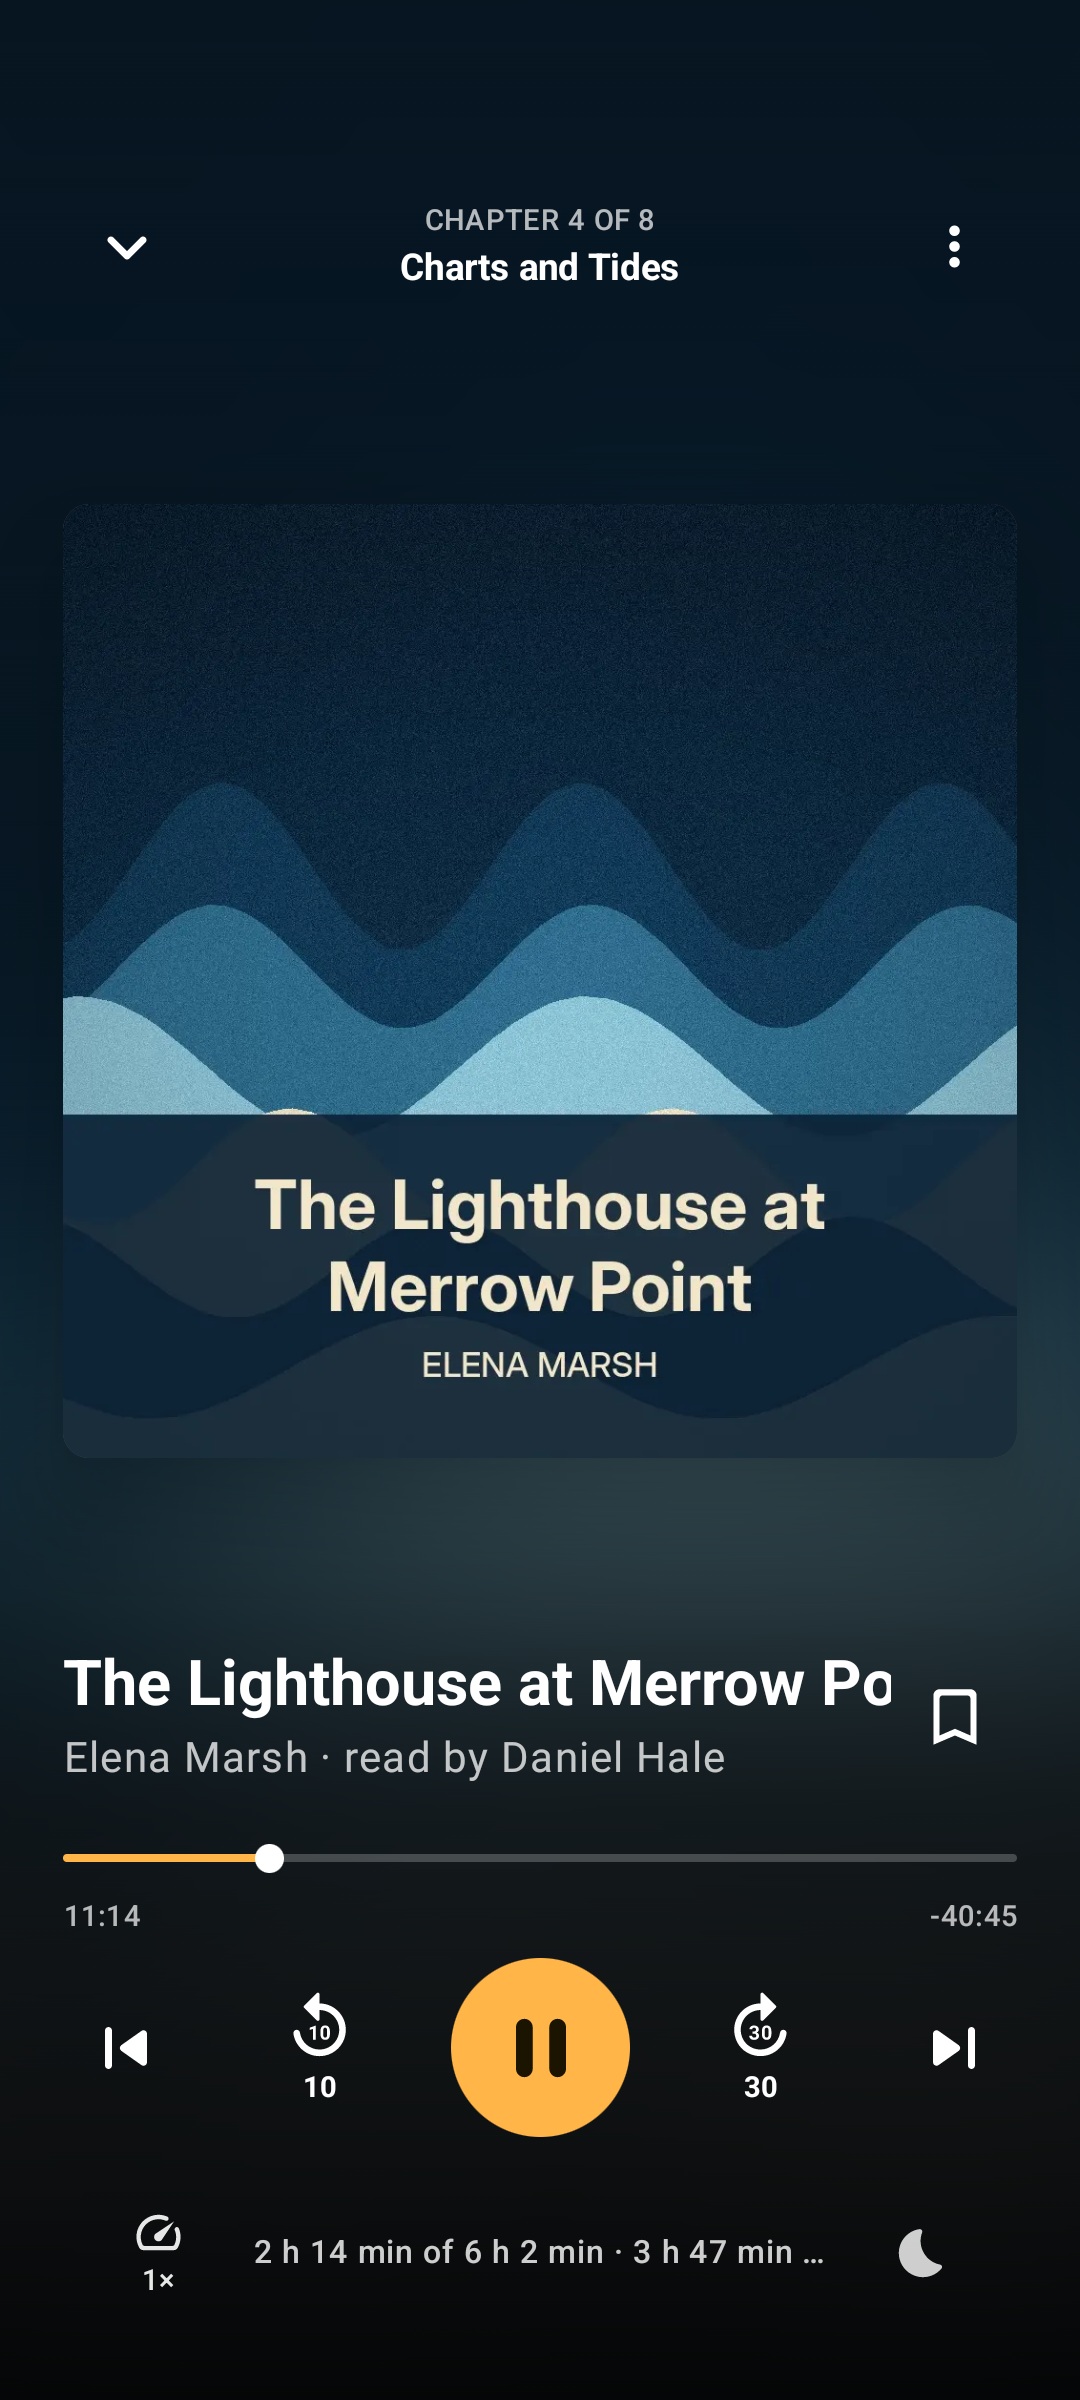 CHAPTER 4 OF 8
Charts and Tides
The Lighthouse at
Merrow Point
ELENA MARSH
The Lighthouse at Merrow Po
Elena Marsh · read by Daniel Hale
11:14
-40:45
10
30
10
30
1×
2 h 14 min of 6 h 2 min · 3 h 47 min …